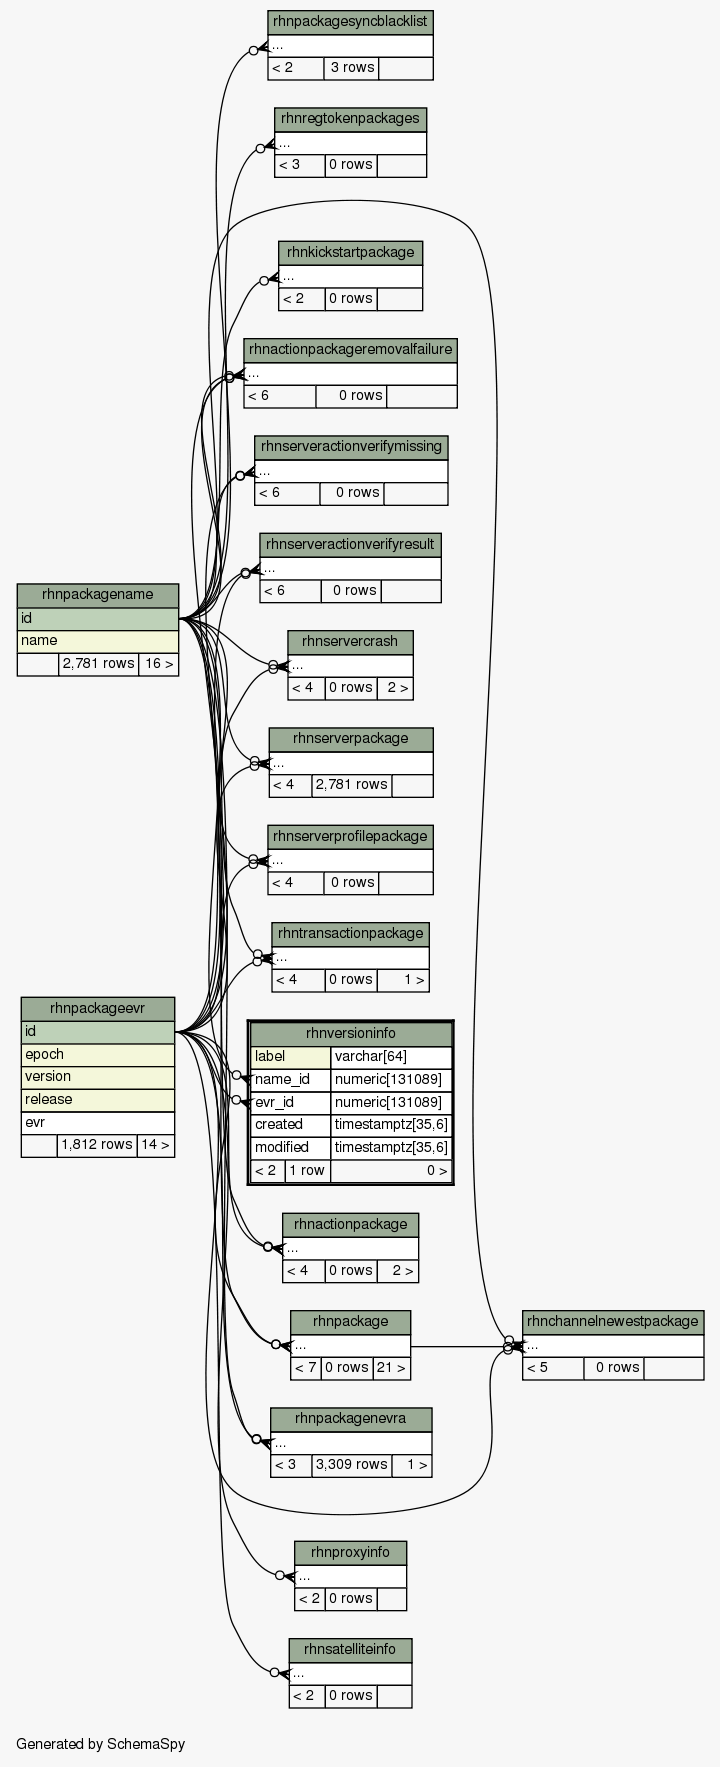 rhnpackagesyncblacklist
...
< 2 3 rows
rhnregtokenpackages
...
< 3 0 rows
rhnkickstartpackage
...
< 2 0 rows
rhnactionpackageremovalfailure
...
< 6 0 rows
rhnserveractionverifymissing
...
< 6 0 rows
rhnserveractionverifyresult
...
< 6 0 rows
rhnpackagename
id
name
2,781 rows 16 >
rhnservercrash
...
< 4 0 rows 2 >
rhnserverpackage
...
< 4 2,781 rows
rhnserverprofilepackage
...
< 4 0 rows
rhntransactionpackage
...
< 4 0 rows 1 >
rhnpackageevr
id
epoch
version
release
evr
1,812 rows 14 >
rhnversioninfo
label varchar[64]
name_id numeric[131089]
evr_id numeric[131089]
created timestamptz[35,6]
modified timestamptz[35,6]
< 2 1 row 0 >
rhnactionpackage
...
< 4 0 rows 2 >
rhnpackage
...
< 7 0 rows 21 >
rhnchannelnewestpackage
...
< 5 0 rows
rhnpackagenevra
...
< 3 3,309 rows 1 >
rhnproxyinfo
...
< 2 0 rows
rhnsatelliteinfo
...
< 2 0 rows
Generated by SchemaSpy